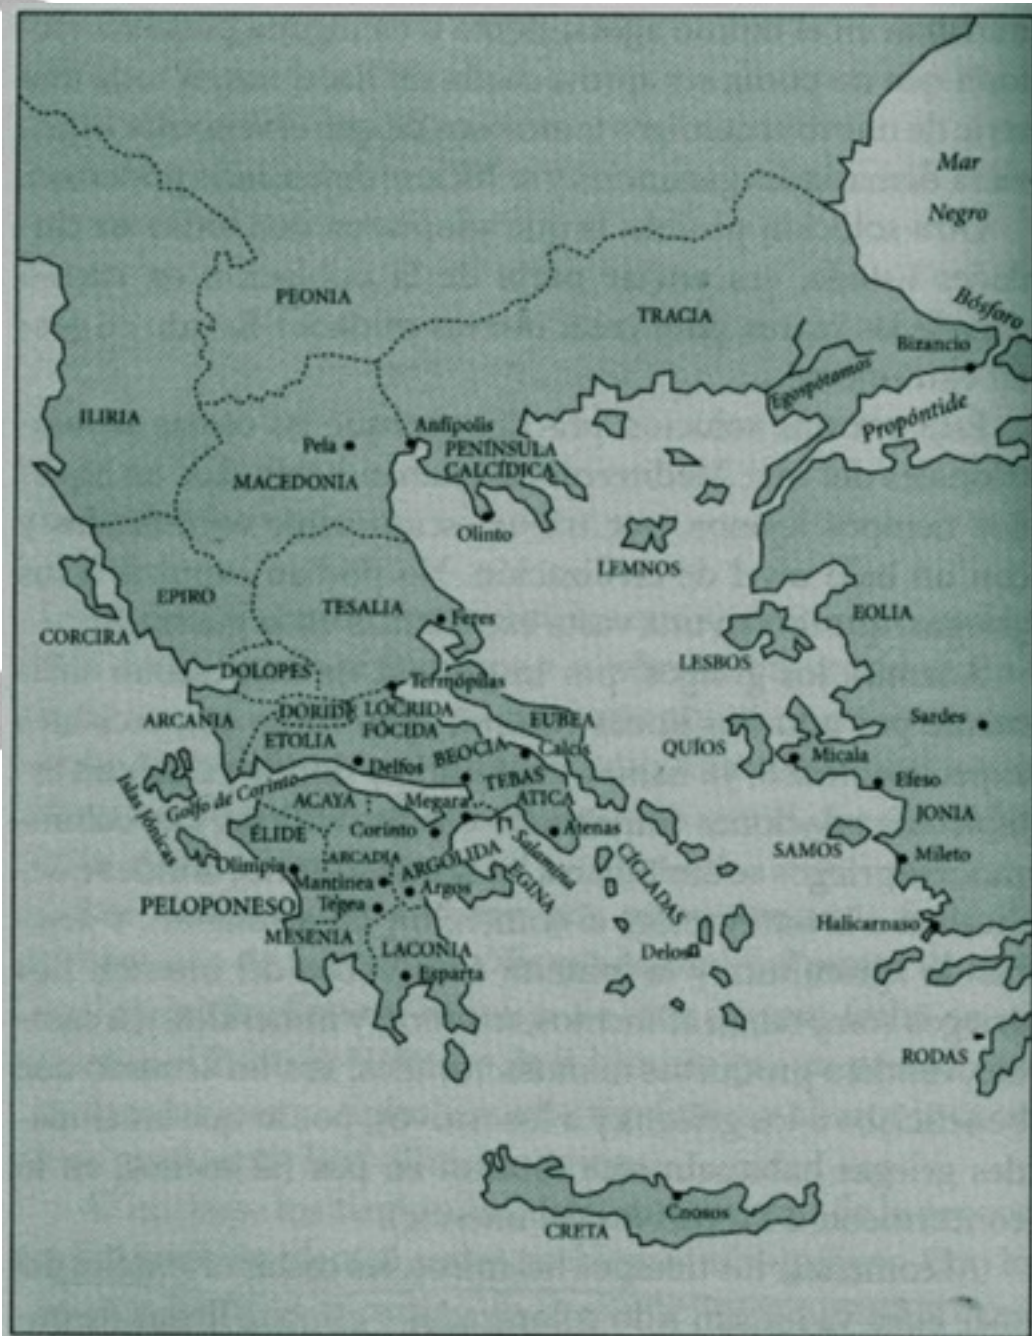 Mar
Negro
PEONIA
TRACIA
Bósforo
Bizancio
Egospótamos
Propóntide
ILIRIA
Pela
Anfípolis
PENÍNSULA
CALCÍDICA
MACEDONIA
Olinto
LEMNOS
EPIRO
TESALIA
Feres
EOLIA
CORCIRA
LESBOS
DOLOPES
Termópilas
ARCANIA
DÓRIDE
LÓCRIDA
EUBEA
Sardes
ETOLIA
FÓCIDA
BEOCIA
Calcis
QUÍOS
Micala
Delfos
TEBAS
Efeso
Islas Jónicas
Golfo de Corinto
ACAYA
Megara
ATICA
JONIA
ÉLIDE
Corinto
Atenas
Salamina
SAMOS
Mileto
Olimpia
ARCADIA
ARGÓLIDA
EGINA
CÍCLADAS
Mantinea
Argos
PELOPONESO
Tegea
Halicarnaso
MESENIA
LACONIA
Delos
Esparta
RODAS
Cnosos
CRETA